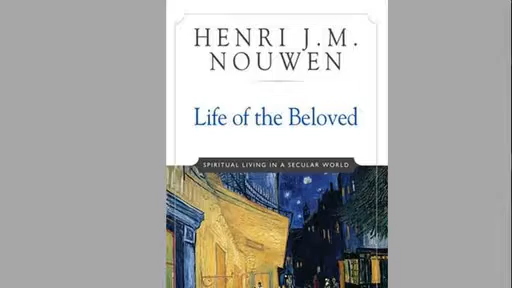 HENRI J.M.
NOUWEN
Life of the Beloved
SPIRITUAL LIVING IN A SECULAR WORLD